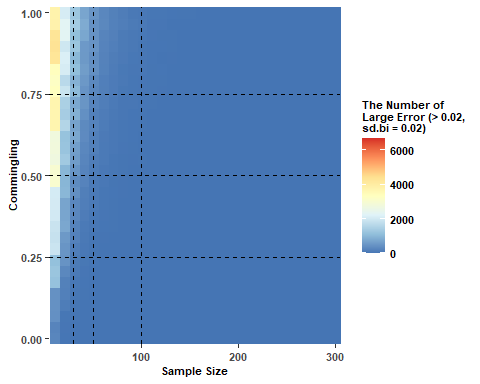 1.00
0.75
0.50
0.25
0.00
Commingling
100
200
300
Sample Size
The Number of
Large Error (> 0.02,
sd.bi = 0.02)
6000
4000
2000
0